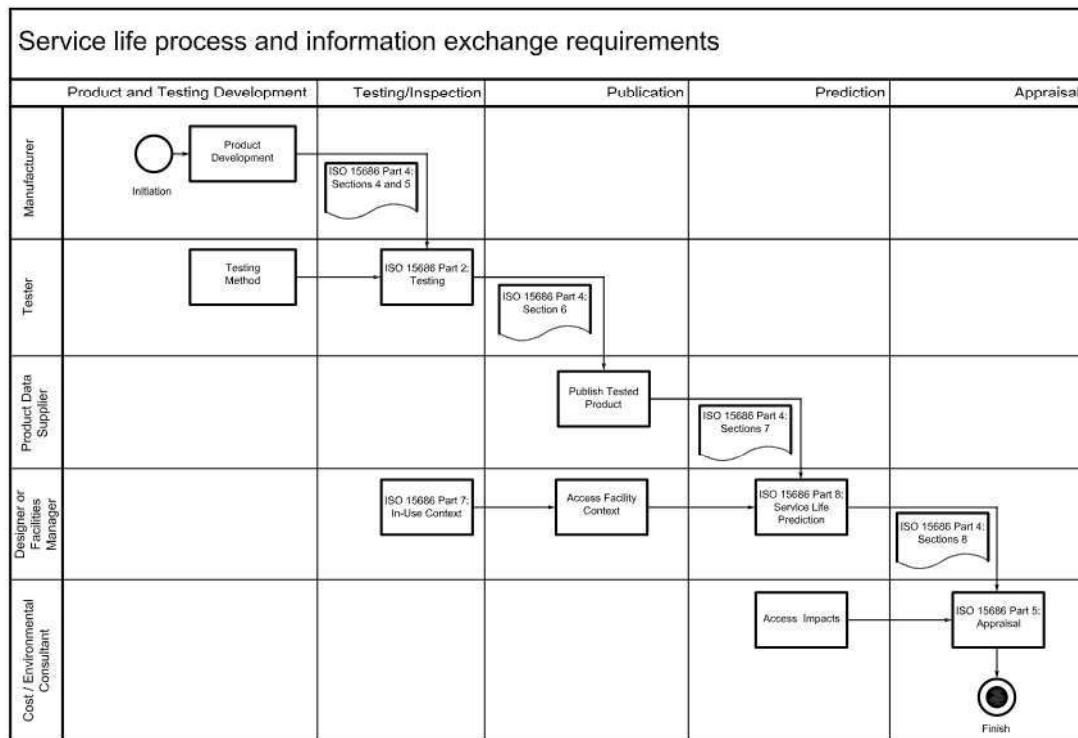 Service life process and information exchange requirements
Product and Testing Development
Testing/Inspection
Publication
Prediction
Appraisal
Manufacturer
Initiation
Product
Development
ISO 15686 Part 4:
Sections 4 and 5
Tester
Testing
Method
ISO 15686 Part 2:
Testing
ISO 15686 Part 4:
Section 6
Product Data
Supplier
Publish Tested
Product
ISO 15686 Part 4:
Sections 7
Designer or
Facilities
Manager
ISO 15686 Part 7:
In-Use Context
Access Facility
Context
ISO 15686 Part 8:
Service Life
Prediction
ISO 15686 Part 4:
Sections 8
Cost / Environmental
Consultant
Access Impacts
ISO 15686 Part 5:
Appraisal
Finish